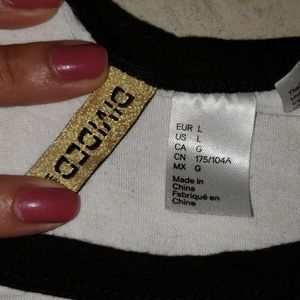 DIVIDED
EUR L
US L
CA G
CN 175/104A
MX G
Made in
China
Fabriqué en
Chine